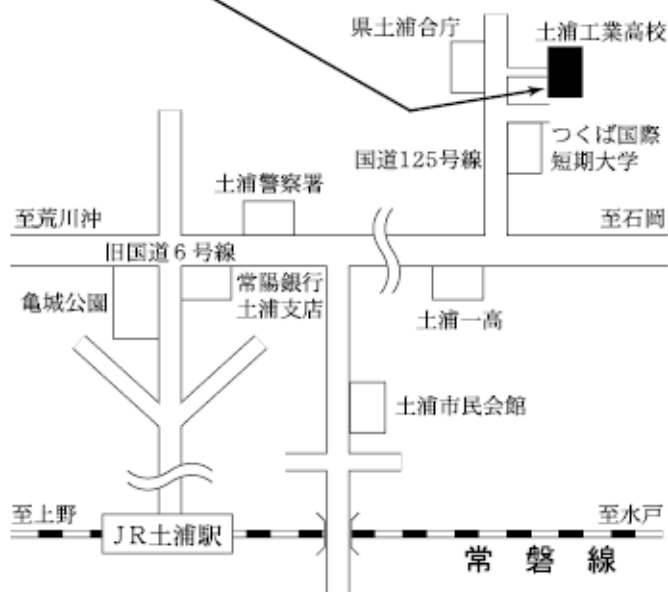 県土浦合庁
土浦工業高校
国道125号線
つくば国際
短期大学
土浦警察署
至荒川沖
至石岡
旧国道6号線
亀城公園
常陽銀行
土浦支店
土浦一高
土浦市民会館
至上野
JR土浦駅
至水戸
常磐線